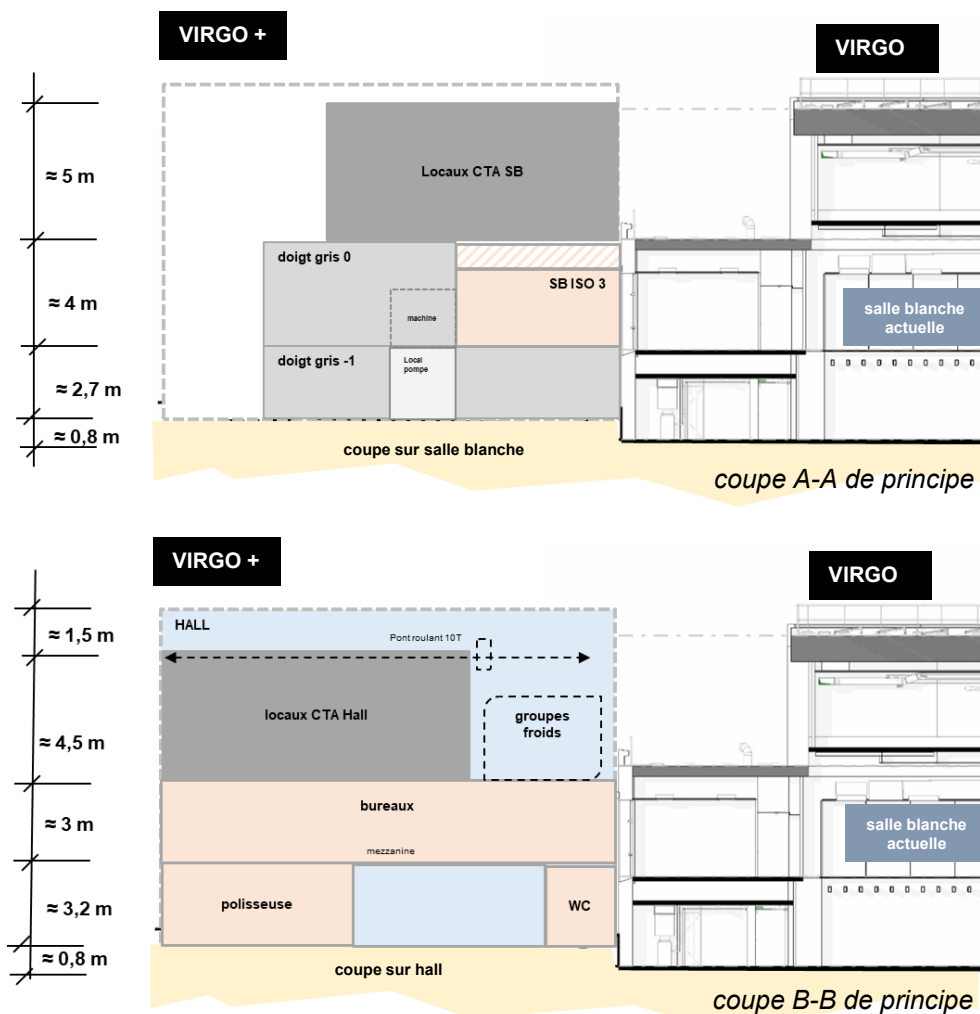 VIRGO +
VIRGO
≈ 5 m
Locaux CTA SB
doigt gris 0
SB ISO 3
≈ 4 m
machine
salle blanche
actuelle
doigt gris -1
Local
pompe
≈ 2,7 m
≈ 0,8 m
coupe sur salle blanche
coupe A-A de principe
VIRGO +
VIRGO
HALL
≈ 1,5 m
Pont roulant 10T
locaux CTA Hall
groupes
froids
≈ 4,5 m
bureaux
≈ 3 m
salle blanche
actuelle
mezzanine
polisseuse
WC
≈ 3,2 m
≈ 0,8 m
coupe sur hall
coupe B-B de principe